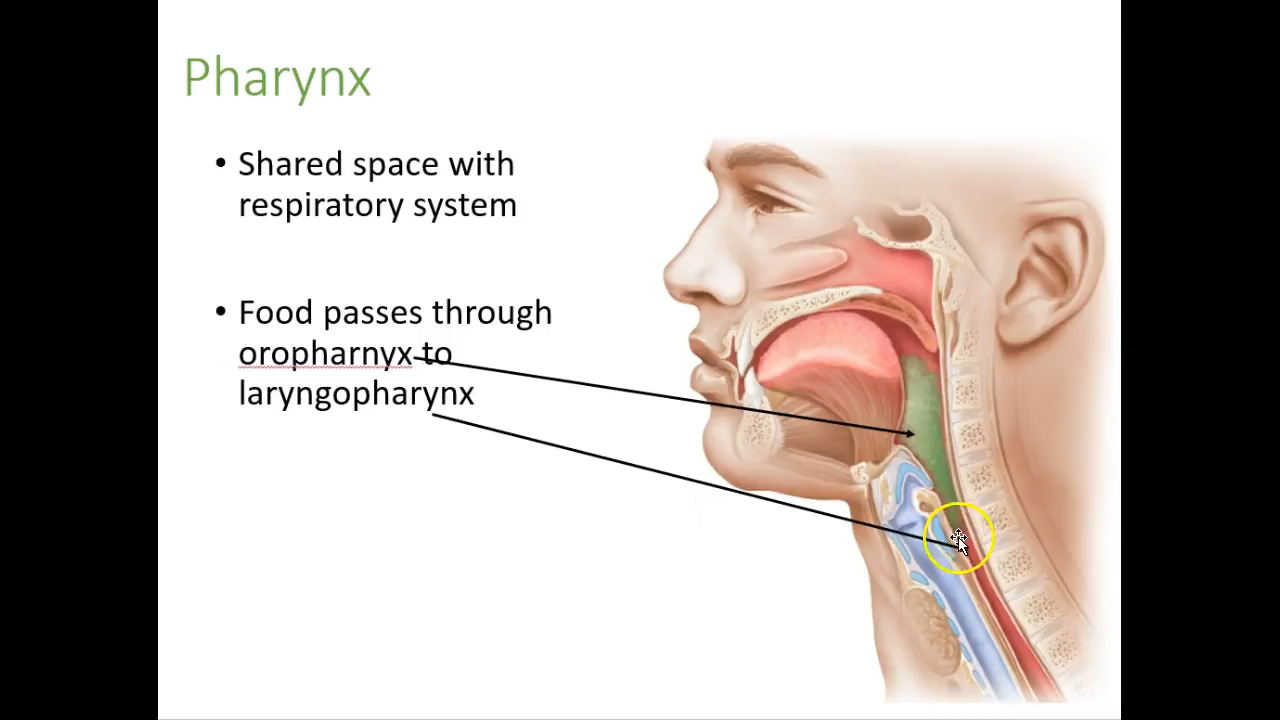 Pharynx
• Shared space with
respiratory system
• Food passes through
oropharnyx to
laryngopharynx